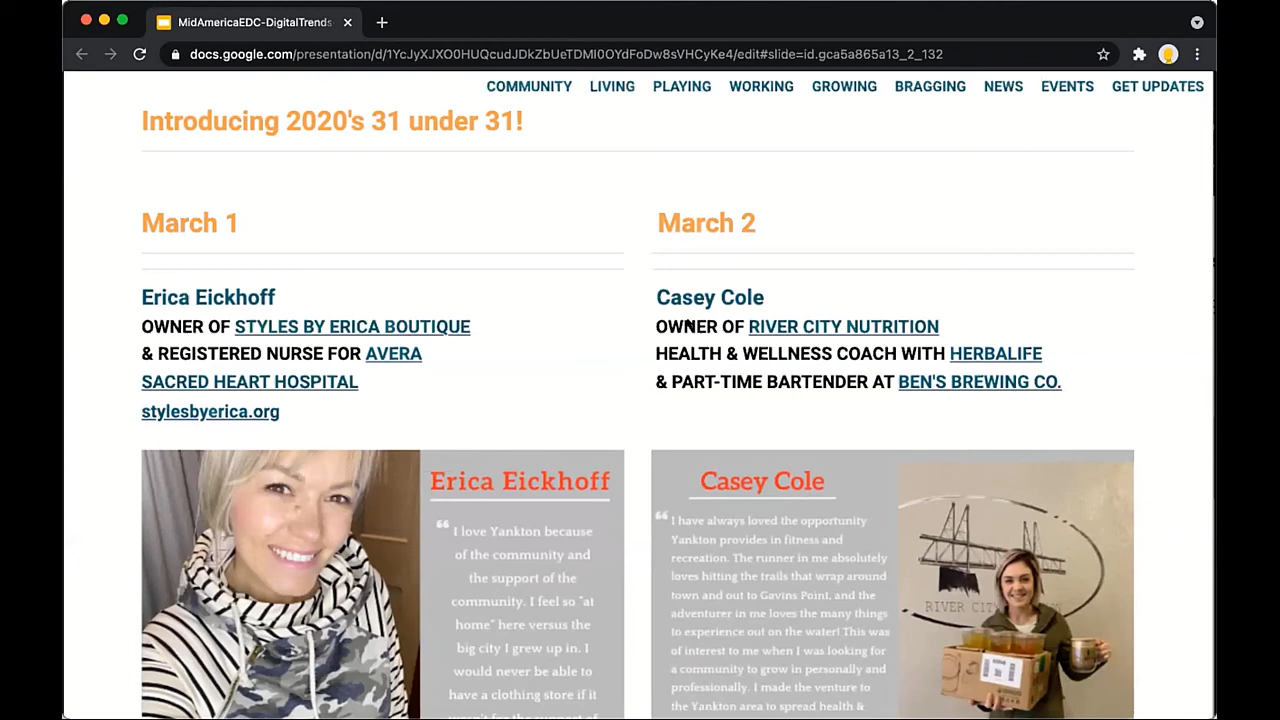 MidAmericaEDC-DigitalTrends
docs.google.com/presentation/d/1YcJyXJXO0HUQcudJDkZbUeTDMI0OYdFoDw8sVHCyKe4/edit#slide=id.gca5a865a13_2_132
COMMUNITY LIVING PLAYING WORKING GROWING BRAGGING NEWS EVENTS GET UPDATES
Introducing 2020's 31 under 31!
March 1
Erica Eickhoff
OWNER OF STYLES BY ERICA BOUTIQUE
& REGISTERED NURSE FOR AVERA
SACRED HEART HOSPITAL
stylesbyerica.org
Erica Eickhoff
“ I love Yankton because
of the community and
the support of the
community. I feel so "at
home" here versus the
big city I grew up in. I
would never be able to
have a clothing store if it
wasn't for the support of
March 2
Casey Cole
OWNER OF RIVER CITY NUTRITION
HEALTH & WELLNESS COACH WITH HERBALIFE
& PART-TIME BARTENDER AT BEN'S BREWING CO.
Casey Cole
“ I have always loved the opportunity
Yankton provides in fitness and
recreation. The runner in me absolutely
loves hitting the trails that wrap around
town and out to Gavins Point, and the
adventurer in me loves the many things
to experience out on the water! This was
of interest to me when I was looking for
a community to grow in personally and
professionally. I made the venture to
the Yankton area to spread health &
RIVER CITY